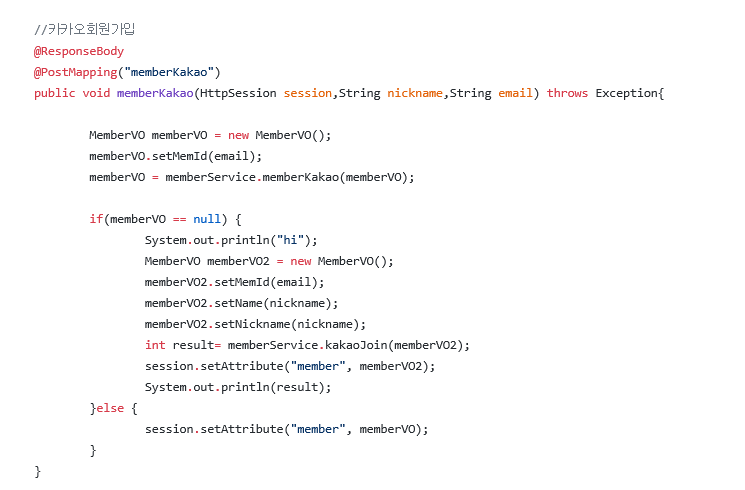 //카카오회원가입
@ResponseBody
@PostMapping("memberKakao")
public void memberKakao(HttpSession session,String nickname,String email) throws Exception{
MemberVO memberVO = new MemberVO();
memberVO.setMemId(email);
memberVO = memberService.memberKakao(memberVO);
if(memberVO == null) {
System.out.println("hi");
MemberVO memberVO2 = new MemberVO();
memberVO2.setMemId(email);
memberVO2.setName(nickname);
memberVO2.setNickname(nickname);
int result= memberService.kakaoJoin(memberVO2);
session.setAttribute("member", memberVO2);
System.out.println(result);
}else {
session.setAttribute("member", memberVO);
}
}